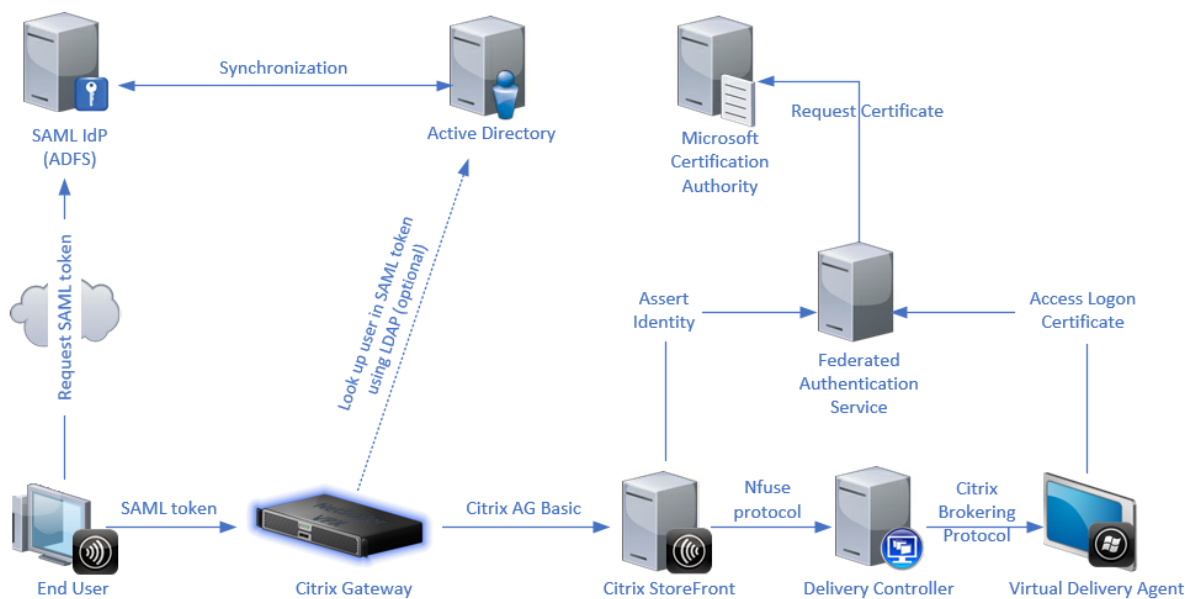 Synchronization
SAML IdP
(ADFS)
Active Directory
Request Certificate
Microsoft
Certification
Authority
Request SAML token
Look up user in SAML token
using LDAP (optional)
Assert
Identity
Access Logon
Certificate
Federated
Authentication
Service
SAML token
Citrix AG Basic
Nfuse
protocol
Citrix
Brokering
Protocol
End User
Citrix Gateway
Citrix StoreFront
Delivery Controller
Virtual Delivery Agent